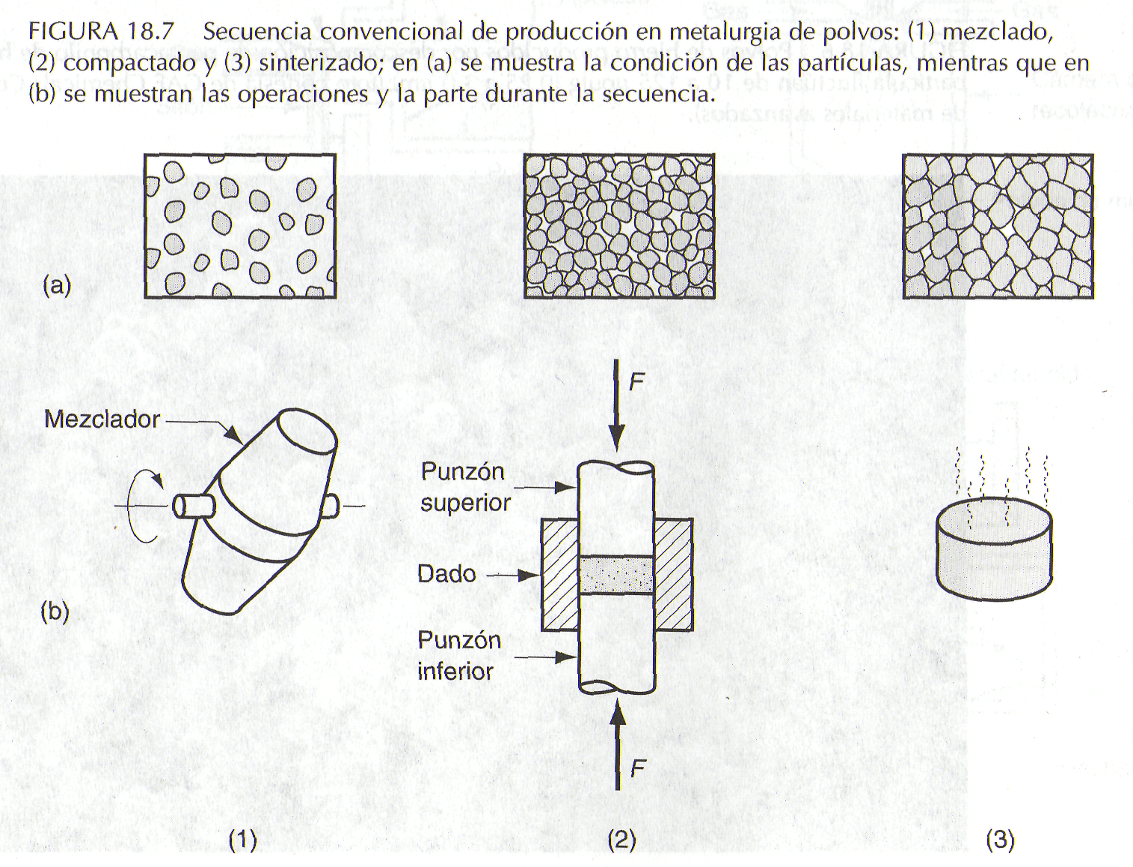 FIGURA 18.7 Secuencia convencional de producción en metalurgia de polvos: (1) mezclado,
(2) compactado y (3) sinterizado; en (a) se muestra la condición de las partículas, mientras que en
(b) se muestran las operaciones y la parte durante la secuencia.
(a)
F
Mezclador
Punzón
superior
Dado
(b)
Punzón
inferior
F
(1)
(2)
(3)